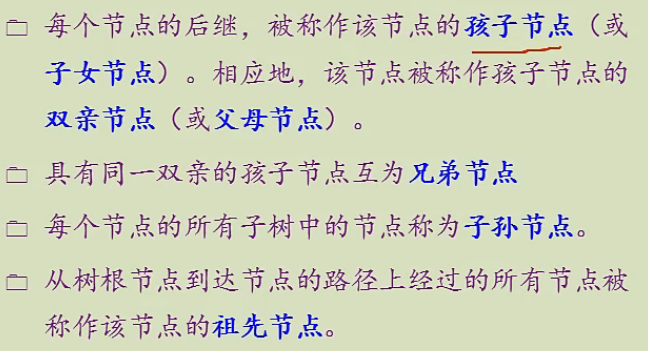 每个节点的后继，被称作该节点的孩子节点（或
子女节点）。相应地，该节点被称作孩子节点的
双亲节点（或父母节点）。
具有同一双亲的孩子节点互为兄弟节点
每个节点的所有子树中的节点称为子孙节点。
从树根节点到达节点的路径上经过的所有节点被
称作该节点的祖先节点。